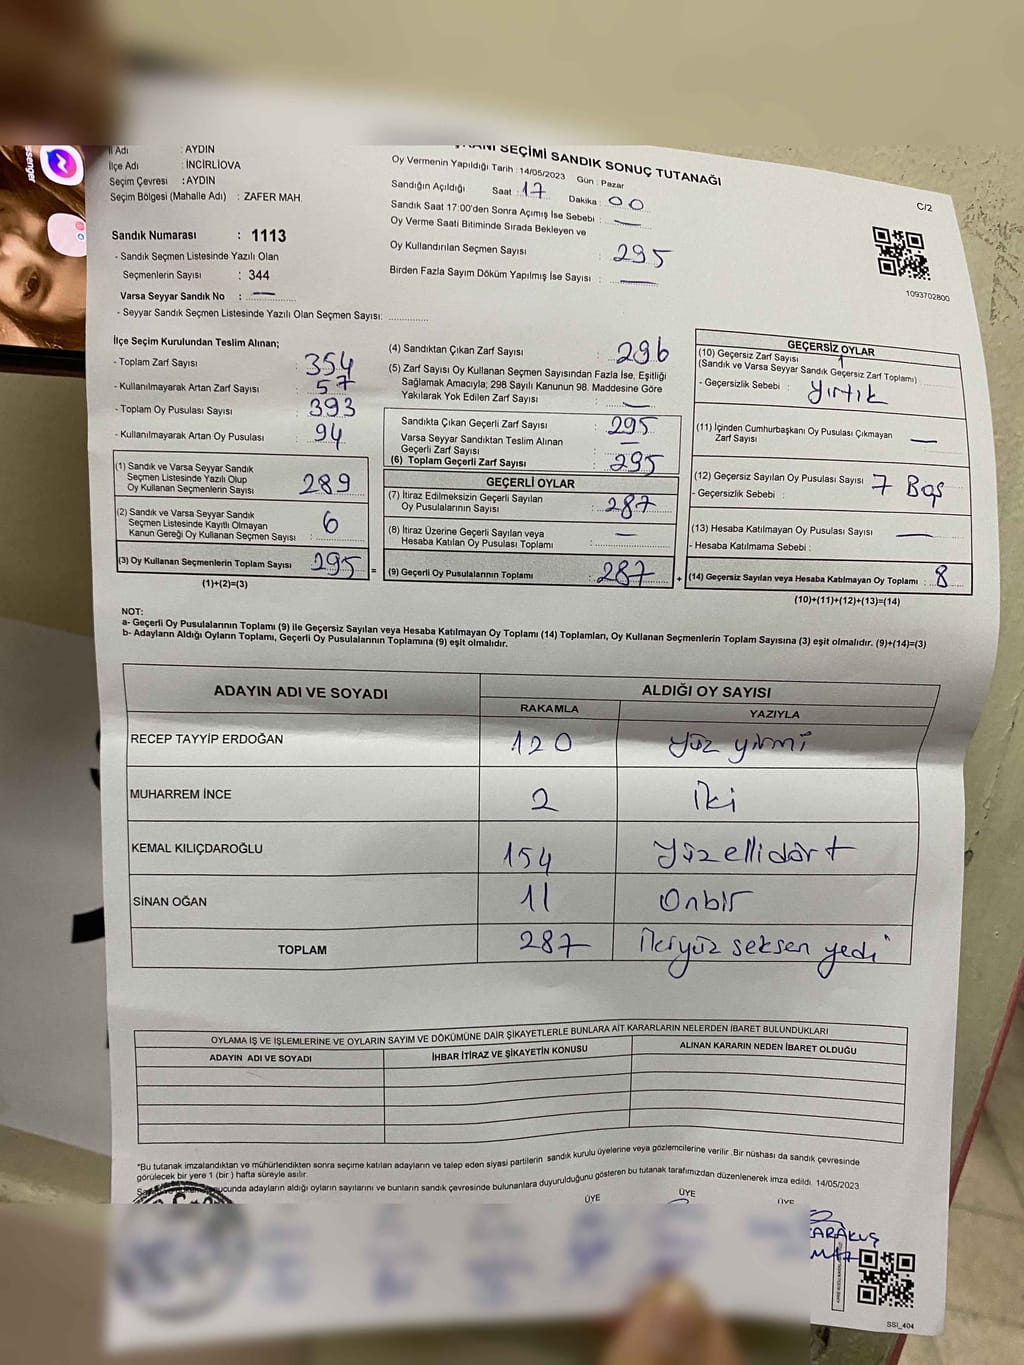 İl Adı : AYDIN
İlçe Adı : İNCİRLİOVA
Seçim Çevresi : AYDIN
Seçim Bölgesi (Mahalle Adı) : ZAFER MAH.
SEÇİMİ SANDIK SONUÇ TUTANAĞI
Oy Vermenin Yapıldığı Tarih : 14/05/2023 Gün : Pazar
Sandığın Açıldığı Saat : 17 Dakika : 00
Sandık Saat 17:00'den Sonra Açımış İse Sebebi : —
Oy Verme Saati Bitiminde Sırada Bekleyen ve
Oy Kullandırılan Seçmen Sayısı : 295
Birden Fazla Sayım Döküm Yapılmış İse Sayısı : —
C/2
1093702800
Sandık Numarası : 1113
- Sandık Seçmen Listesinde Yazılı Olan
Seçmenlerin Sayısı : 344
Varsa Seyyar Sandık No : —
- Seyyar Sandık Seçmen Listesinde Yazılı Olan Seçmen Sayısı:
İlçe Seçim Kurulundan Teslim Alınan;
- Toplam Zarf Sayısı : 354
- Kullanılmayarak Artan Zarf Sayısı : 57
- Toplam Oy Pusulası Sayısı : 393
- Kullanılmayarak Artan Oy Pusulası : 94
(1) Sandık ve Varsa Seyyar Sandık
Seçmen Listesinde Yazılı Olup
Oy Kullanan Seçmenlerin Sayısı : 289
(2) Sandık ve Varsa Seyyar Sandık
Seçmen Listesinde Kayıtlı Olmayan
Kanun Gereği Oy Kullanan Seçmen Sayısı : 6
(3) Oy Kullanan Seçmenlerin Toplam Sayısı : 295 =
(1)+(2)=(3)
(4) Sandıktan Çıkan Zarf Sayısı : 296
(5) Zarf Sayısı Oy Kullanan Seçmen Sayısından Fazla İse, Eşitliği
Sağlamak Amacıyla; 298 Sayılı Kanunun 98. Maddesine Göre
Yakılarak Yok Edilen Zarf Sayısı : —
Sandıkta Çıkan Geçerli Zarf Sayısı : 295
Varsa Seyyar Sandıktan Teslim Alınan
Geçerli Zarf Sayısı : —
(6) Toplam Geçerli Zarf Sayısı : 295
GEÇERLİ OYLAR
(7) İtiraz Edilmeksizin Geçerli Sayılan
Oy Pusulalarının Sayısı : 287
(8) İtiraz Üzerine Geçerli Sayılan veya
Hesaba Katılan Oy Pusulası Toplamı : —
(9) Geçerli Oy Pusulalarının Toplamı : 287 +
GEÇERSİZ OYLAR
(10) Geçersiz Zarf Sayısı : 1
(Sandık ve Varsa Seyyar Sandık Geçersiz Zarf Toplamı)
- Geçersizlik Sebebi : Yırtık
(11) İçinden Cumhurbaşkanı Oy Pusulası Çıkmayan
Zarf Sayısı —
(12) Geçersiz Sayılan Oy Pusulası Sayısı : 7 Boş
- Geçersizlik Sebebi :
(13) Hesaba Katılmayan Oy Pusulası Sayısı : —
- Hesaba Katılmama Sebebi :
(14) Geçersiz Sayılan veya Hesaba Katılmayan Oy Toplamı : 8
(10)+(11)+(12)+(13)=(14)
NOT:
a- Geçerli Oy Pusulalarının Toplamı (9) ile Geçersiz Sayılan veya Hesaba Katılmayan Oy Toplamı (14) Toplamları, Oy Kullanan Seçmenlerin Toplam Sayısına (3) eşit olmalıdır. (9)+(14)=(3)
b- Adayların Aldığı Oyların Toplamı, Geçerli Oy Pusulalarının Toplamına (9) eşit olmalıdır.
ADAYIN ADI VE SOYADI ALDIĞI OY SAYISI
RAKAMLA YAZIYLA
RECEP TAYYİP ERDOĞAN 120 Yüz yirmi
MUHARREM İNCE 2 İki
KEMAL KILIÇDAROĞLU 154 Yüzellidört
SİNAN OĞAN 11 Onbir
TOPLAM 287 İkiyüz seksen yedi
OYLAMA İŞ VE İŞLEMLERİNE VE OYLARIN SAYIM VE DÖKÜMÜNE DAİR ŞİKAYETLERLE BUNLARA AİT KARARLARIN NELERDEN İBARET BULUNDUKLARI
ADAYIN ADI VE SOYADI İHBAR İTİRAZ VE ŞİKAYETİN KONUSU ALINAN KARARIN NEDEN İBARET OLDUĞU
"Bu tutanak imzalandıktan ve mühürlendikten sonra seçime katılan adayların ve talep eden siyasi partilerin sandık kurulu üyelerine veya gözlemcilerine verilir .Bir nüshası da sandık çevresinde
görülecek bir yere 1 (bir) hafta süreyle asılır.
ucunda adayların aldığı oyların sayılarını ve bunların sandık çevresinde bulunanlara duyurulduğunu gösteren bu tutanak tarafımızdan düzenlenerek imza edildi. 14/05/2023
ÜYE ÜYE ÜYE
KARAKUŞ
SSI_404